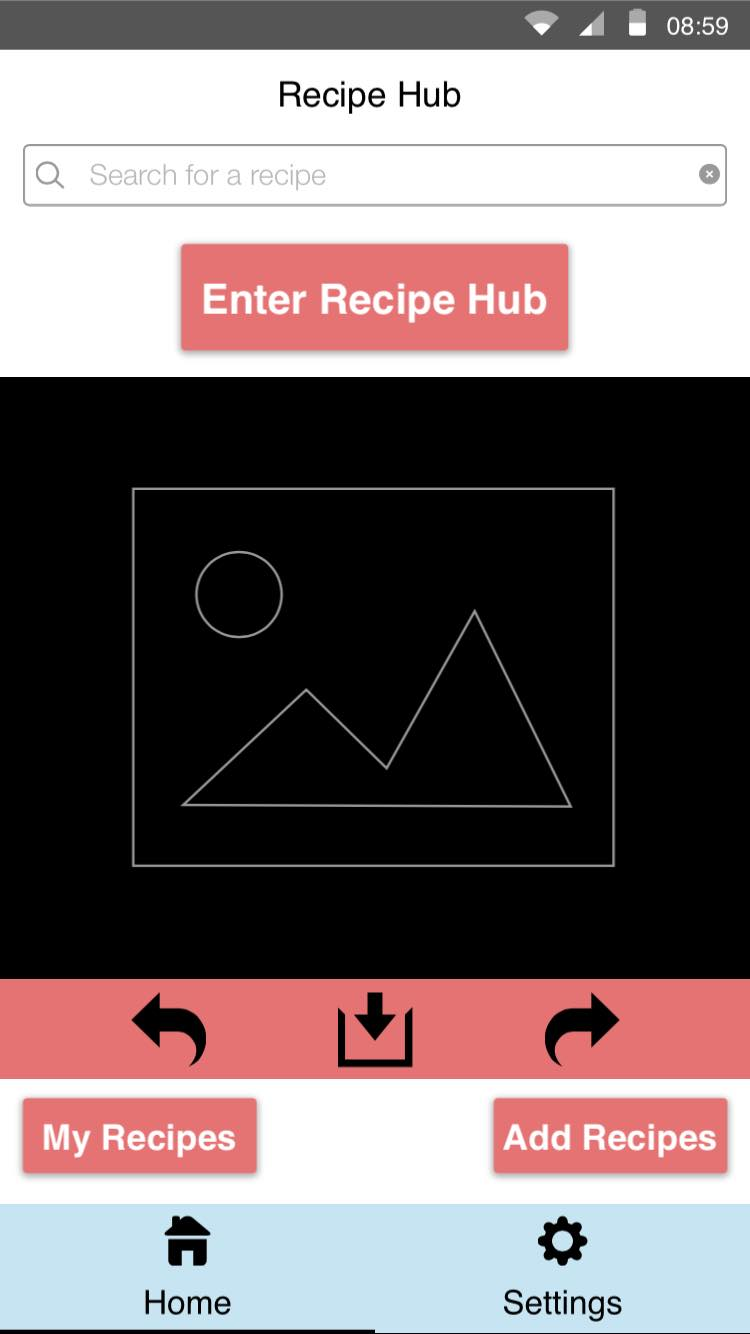 08:59
Recipe Hub
Search for a recipe
Enter Recipe Hub
My Recipes
Add Recipes
Home
Settings